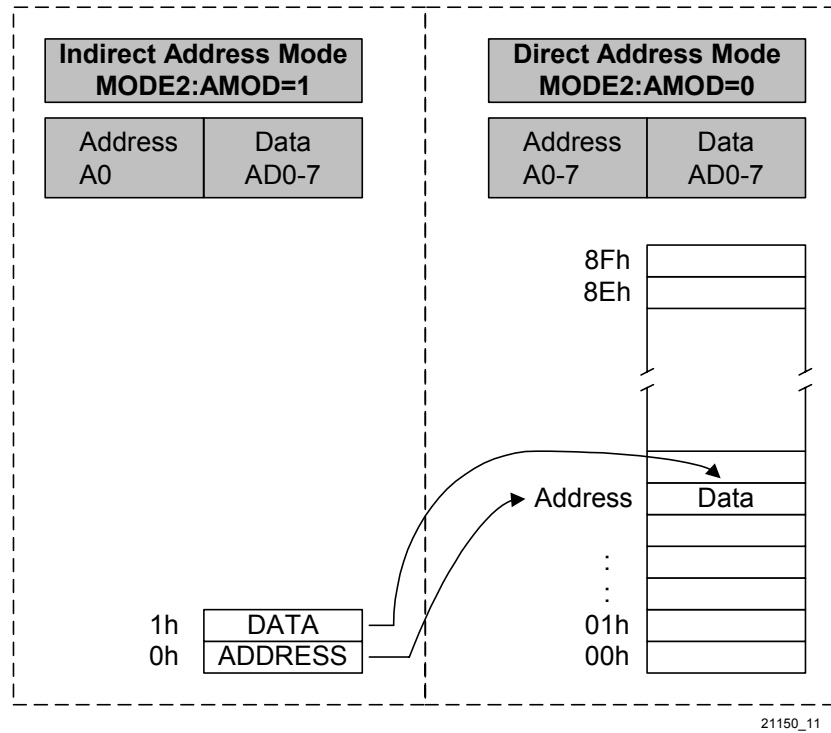 Indirect Address Mode
MODE2:AMOD=1
Address
A0
Data
AD0-7
Direct Address Mode
MODE2:AMOD=0
Address
A0-7
Data
AD0-7
8Fh
8Eh
Address
Data
:
:
1h
DATA
01h
0h
ADDRESS
00h
21150_11